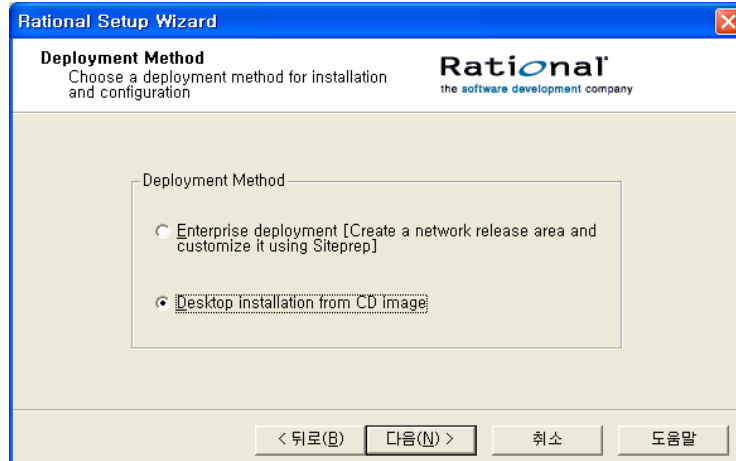 Rational Setup Wizard
Deployment Method
Choose a deployment method for installation
and configuration
Rational
the software development company
Deployment Method
Enterprise deployment [Create a network release area and
customize it using Siteprep]
Desktop installation from CD image
< 뒤로(B)
다음(N) >
취소
도움말